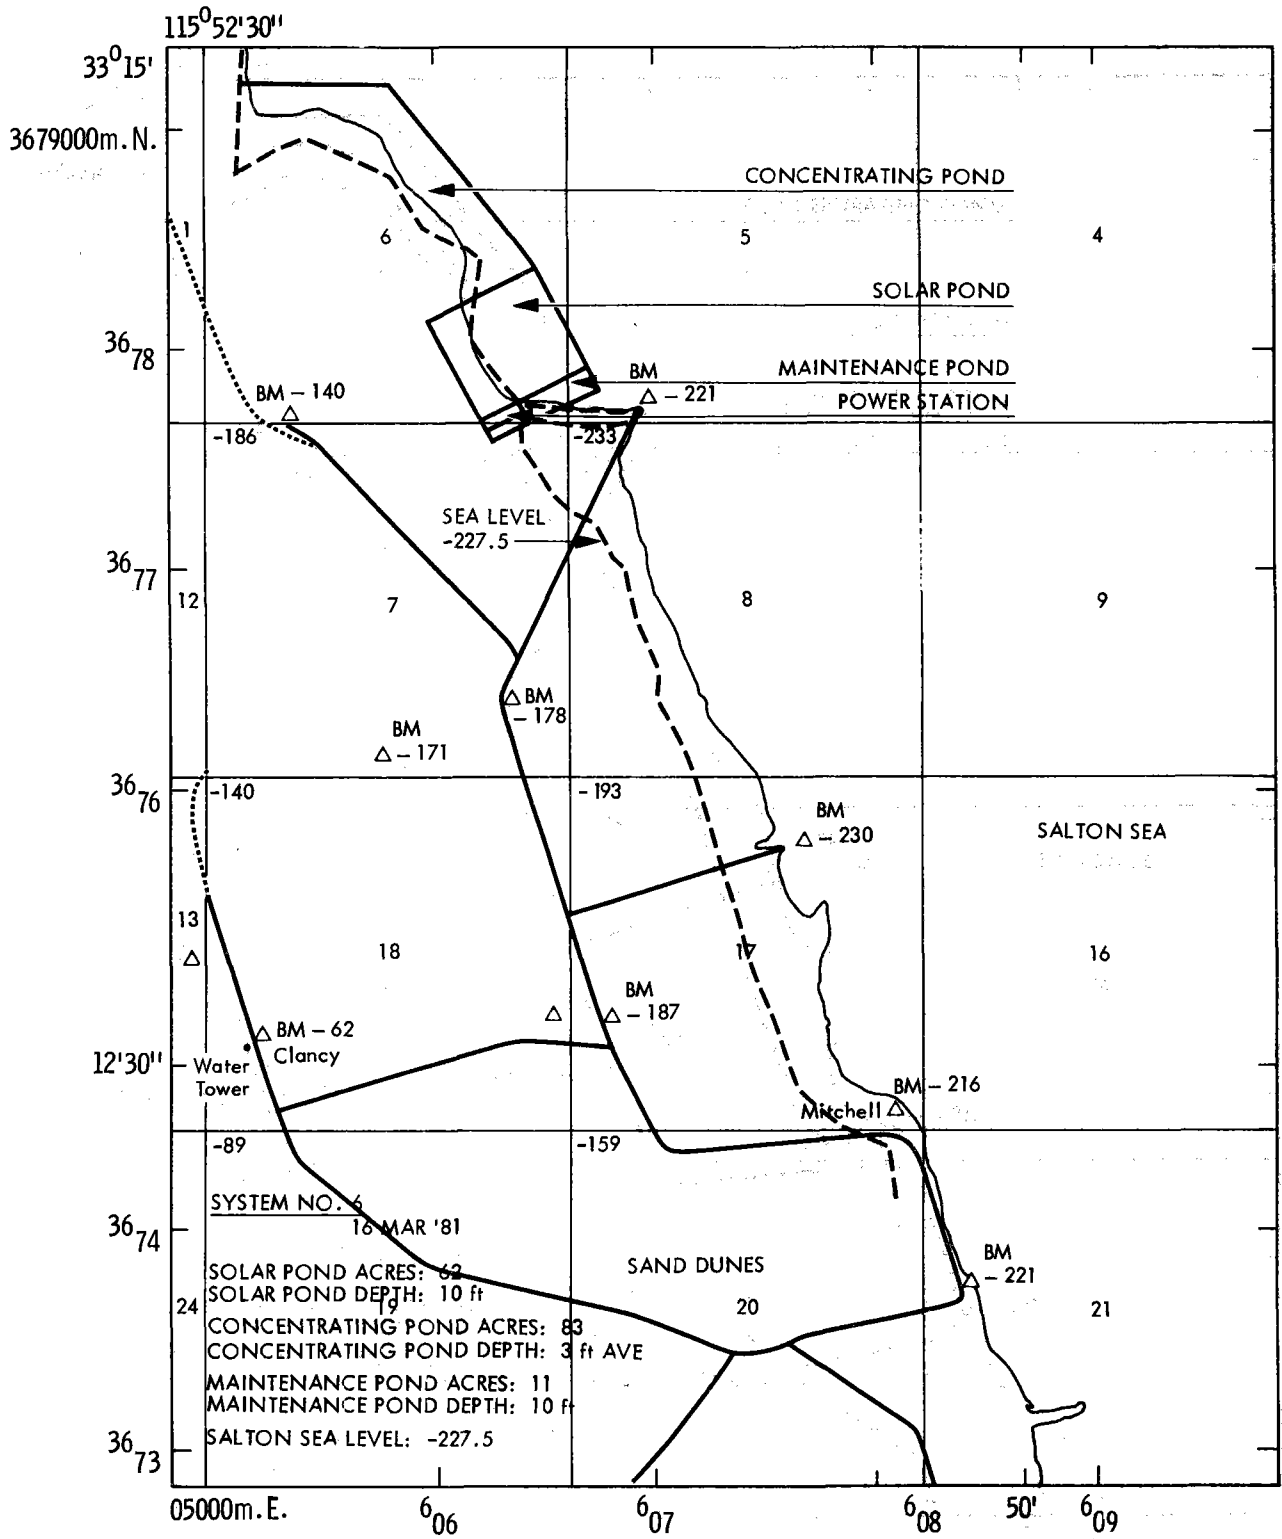 115°52'30"
33°15'
3679000m.N.
CONCENTRATING POND
1
6
5
4
SOLAR POND
36 78
MAINTENANCE POND
BM
- 221
BM - 140
POWER STATION
-186
-233
SEA LEVEL
-227.5
36 77
12
7
8
9
BM
- 178
BM
- 171
36 76
-140
-193
BM
- 230
SALTON SEA
13
18
17
16
BM
- 187
BM - 62
Clancy
12'30"
Water
Tower
BM - 216
Mitchell
-89
-159
SYSTEM NO. 6
16 MAR '81
36 74
SAND DUNES
BM
- 221
SOLAR POND ACRES: 62
SOLAR POND DEPTH: 10 ft
24
19
20
21
CONCENTRATING POND ACRES: 83
CONCENTRATING POND DEPTH: 3 ft AVE
MAINTENANCE POND ACRES: 11
MAINTENANCE POND DEPTH: 10 ft
SALTON SEA LEVEL: -227.5
36 73
05000m.E.
6 06
6 07
6 08
50'
6 09